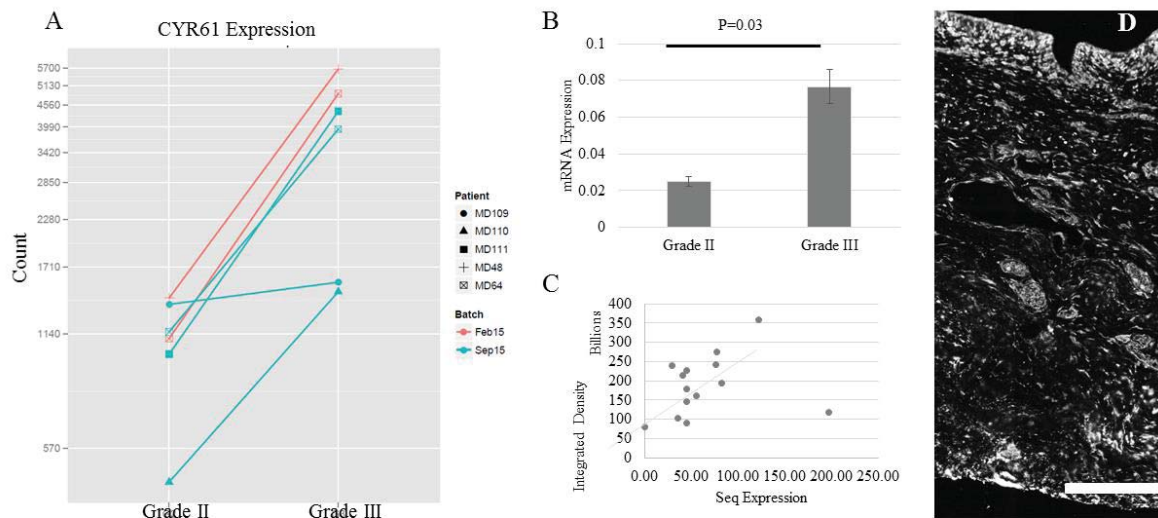 A
CYR61 Expression
5700
5130
4560
3990
3420
2850
2280
1710
1140
570
Count
Grade II
Grade III
Patient
MD109
MD110
MD111
MD48
MD64
Batch
Feb15
Sep15
B
P=0.03
mRNA Expression
0.1
0.08
0.06
0.04
0.02
0
Grade II
Grade III
C
Integrated Density
Billions
400
350
300
250
200
150
100
50
0
0.00 50.00 100.00 150.00 200.00 250.00
Seq Expression
D